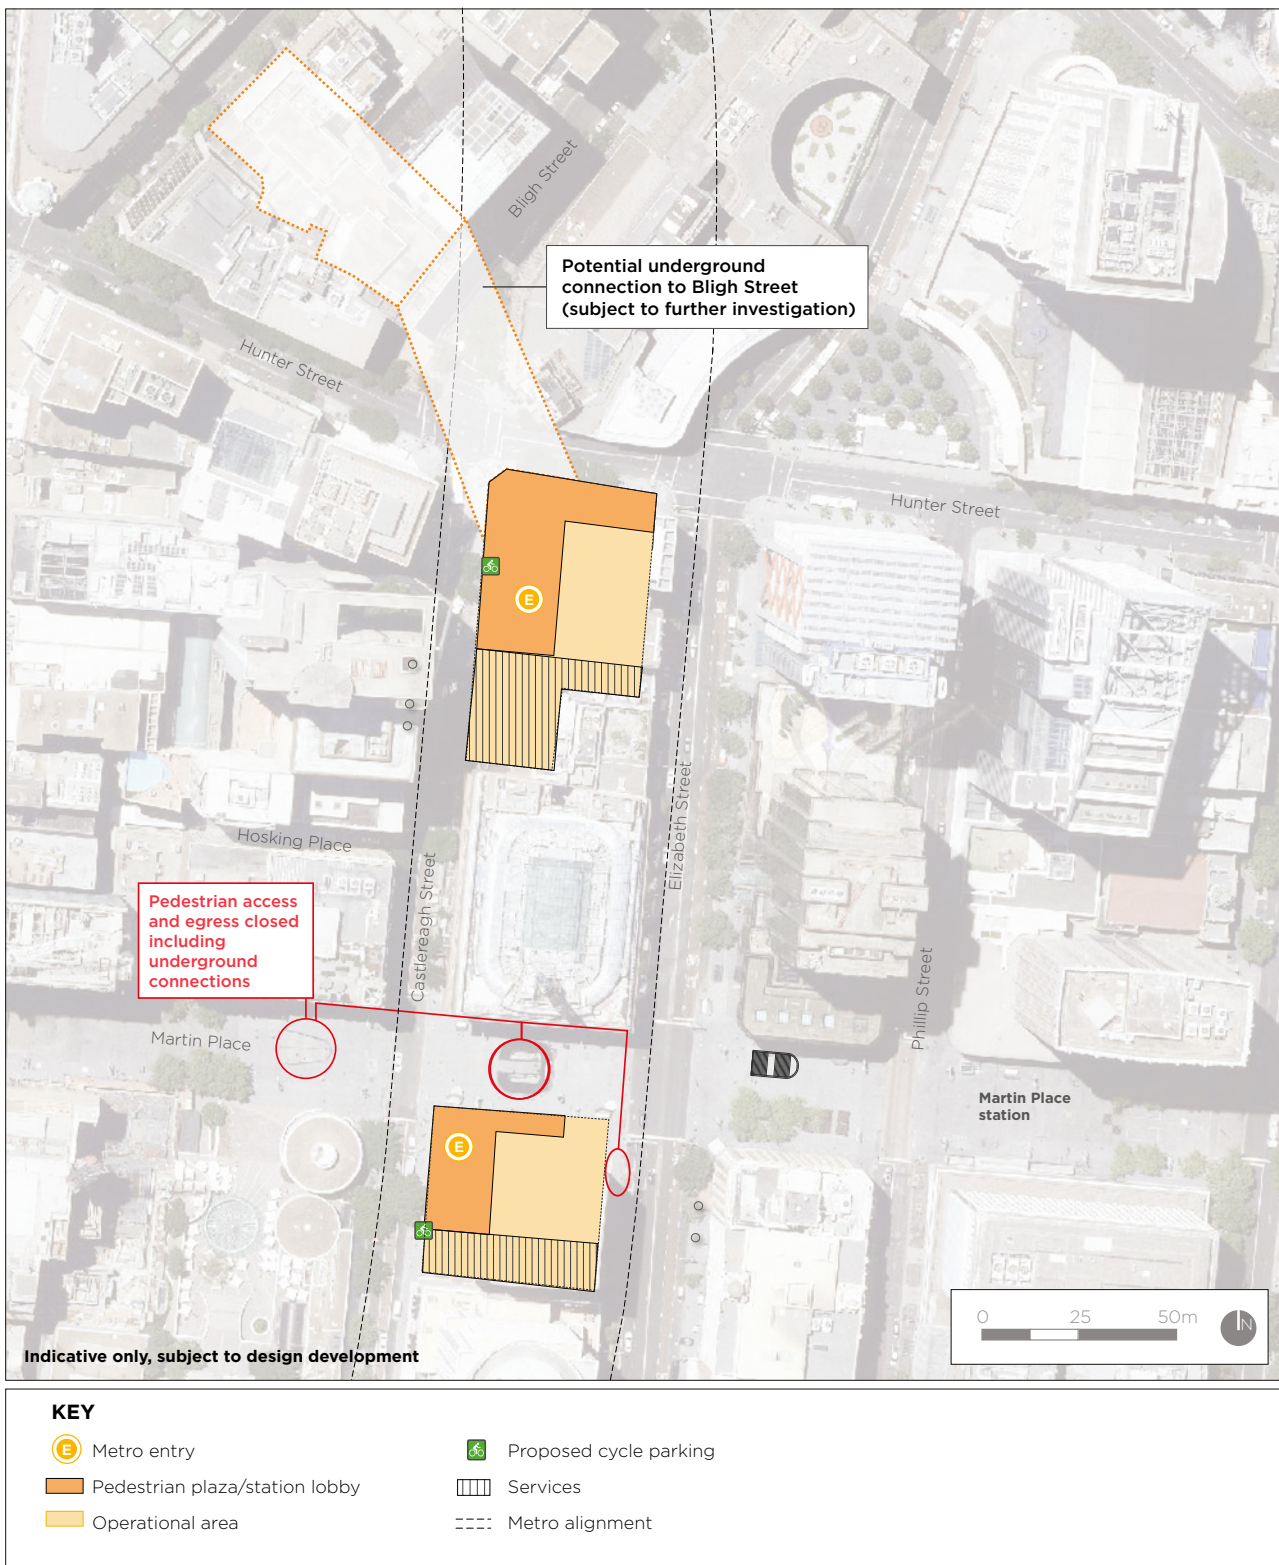 Bligh Street
Potential underground
connection to Bligh Street
(subject to further investigation)
Hunter Street
Hunter Street
E
Elizabeth Street
Hosking Place
Castlereagh Street
Pedestrian access
and egress closed
including
underground
connections
Phillip Street
Martin Place
Martin Place
station
E
0 25 50m
N
Indicative only, subject to design development
KEY
E Metro entry
Pedestrian plaza/station lobby
Operational area
Proposed cycle parking
Services
Metro alignment